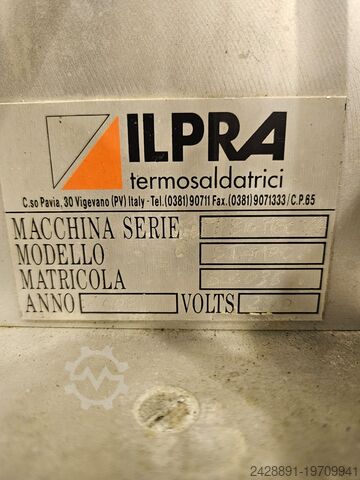 ILPRA
termosaldatrici
C.so Pavia, 30 Vigevano (PV) Italy - Tel. (0381) 90711 Fax. (0381) 9071333 / C.P. 65
MACCHINA SERIE
MODELLO
MATRICOLA
ANNO VOLTS
2428891-19709941